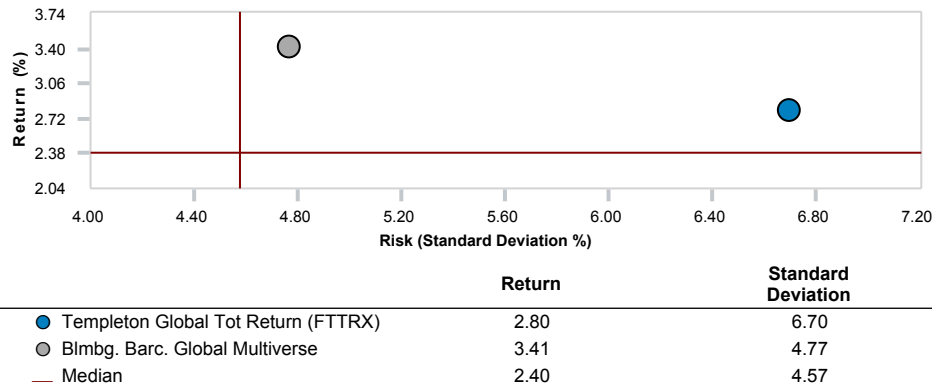 3.74
3.40
3.06
2.72
2.38
2.04
Return (%)
4.00 4.40 4.80 5.20 5.60 6.00 6.40 6.80 7.20
Risk (Standard Deviation %)
Return Standard Deviation
Templeton Global Tot Return (FTTRX) 2.80 6.70
Blmbg. Barc. Global Multiverse 3.41 4.77
Median 2.40 4.57